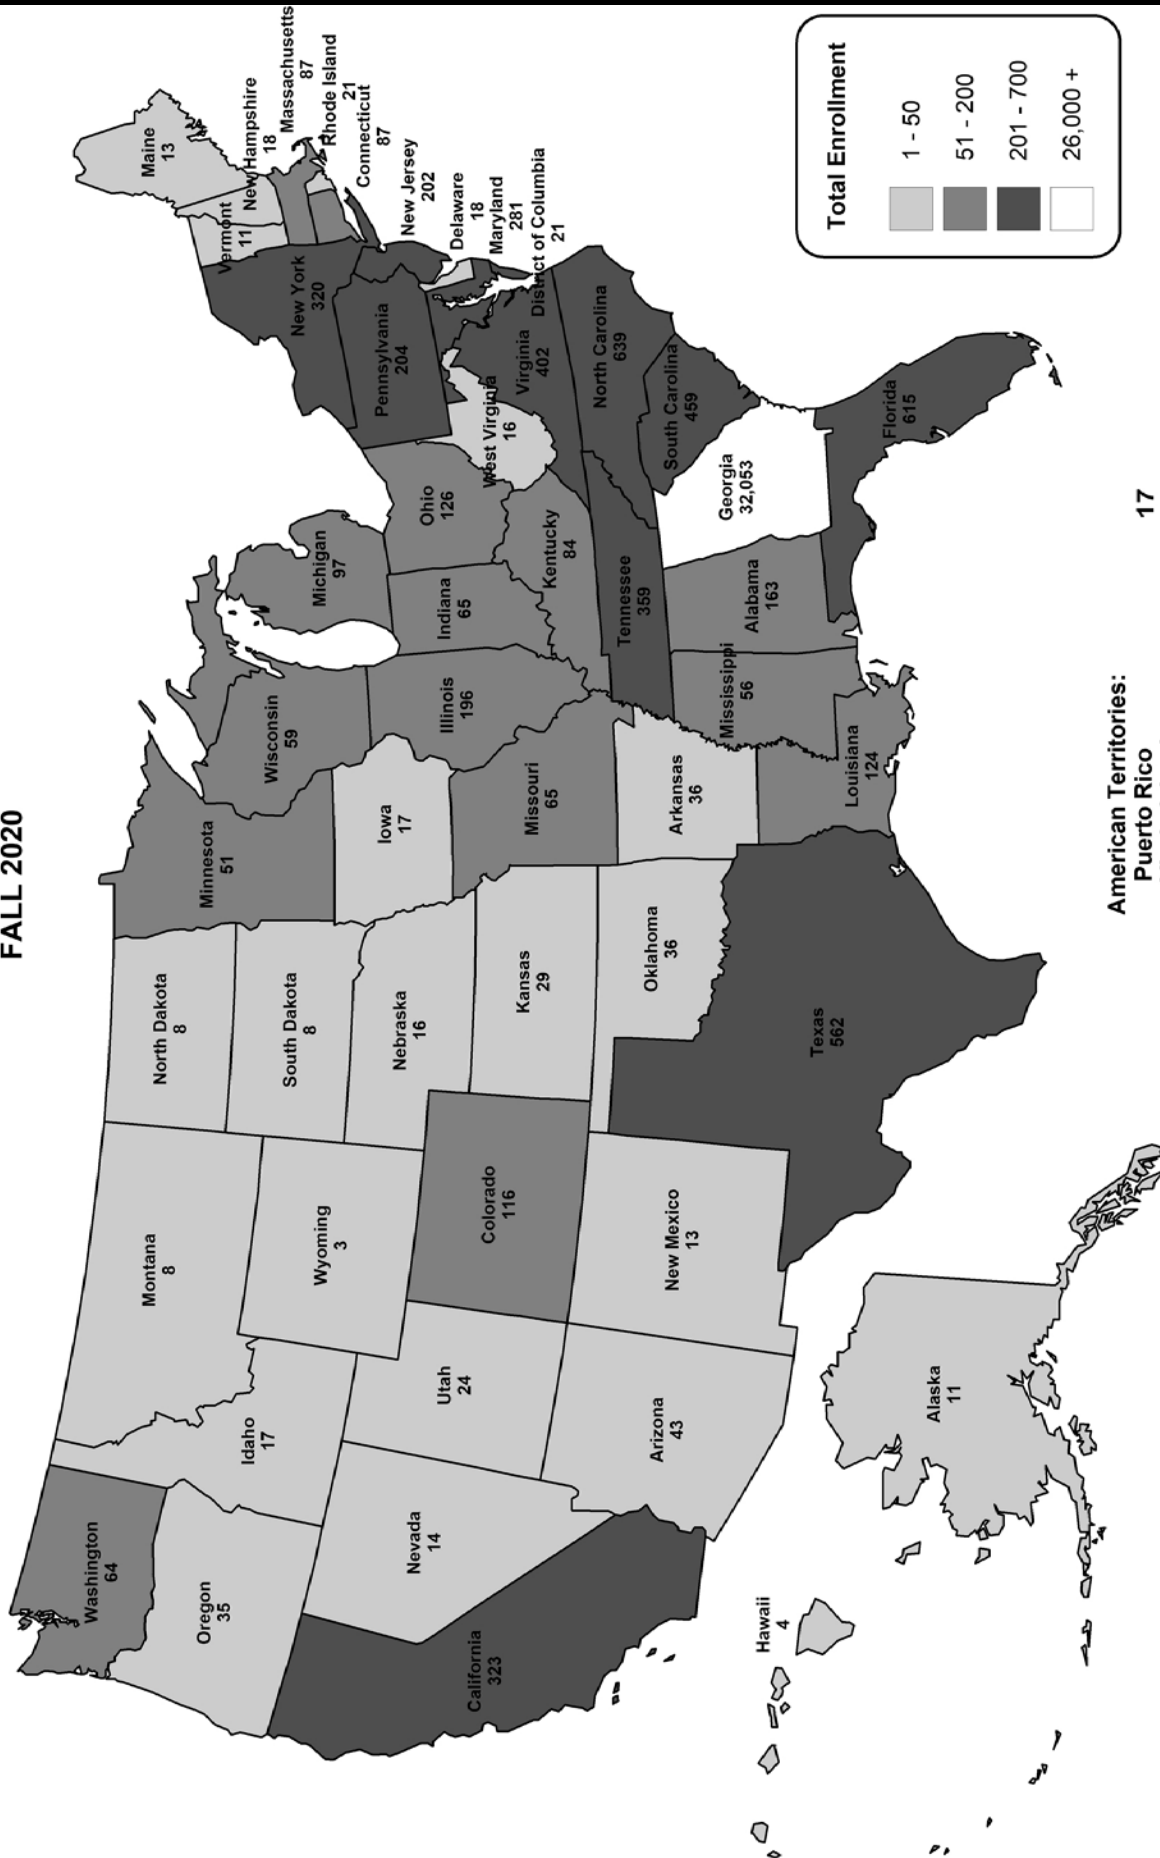 FALL 2020
Washington
64
Oregon
35
California
323
Idaho
17
Nevada
14
Montana
8
Wyoming
3
Utah
24
Arizona
43
Colorado
116
New Mexico
13
North Dakota
8
South Dakota
8
Nebraska
16
Kansas
29
Oklahoma
36
Texas
562
Minnesota
51
Iowa
17
Missouri
65
Arkansas
36
Louisiana
124
Wisconsin
59
Illinois
196
Mississippi
56
Michigan
97
Indiana
65
Ohio
126
Kentucky
84
Tennessee
359
Alabama
163
Georgia
32,053
Florida
615
South Carolina
459
North Carolina
639
Virginia
402
West Virginia
16
Pennsylvania
204
New York
320
Vermont
11
Maine
13
New Hampshire
18
Massachusetts
87
Rhode Island
21
Connecticut
87
New Jersey
202
Delaware
18
Maryland
281
District of Columbia
21
Alaska
11
Hawaii
4
Total Enrollment
1 - 50
51 - 200
201 - 700
26,000 +
American Territories:
Puerto Rico
17